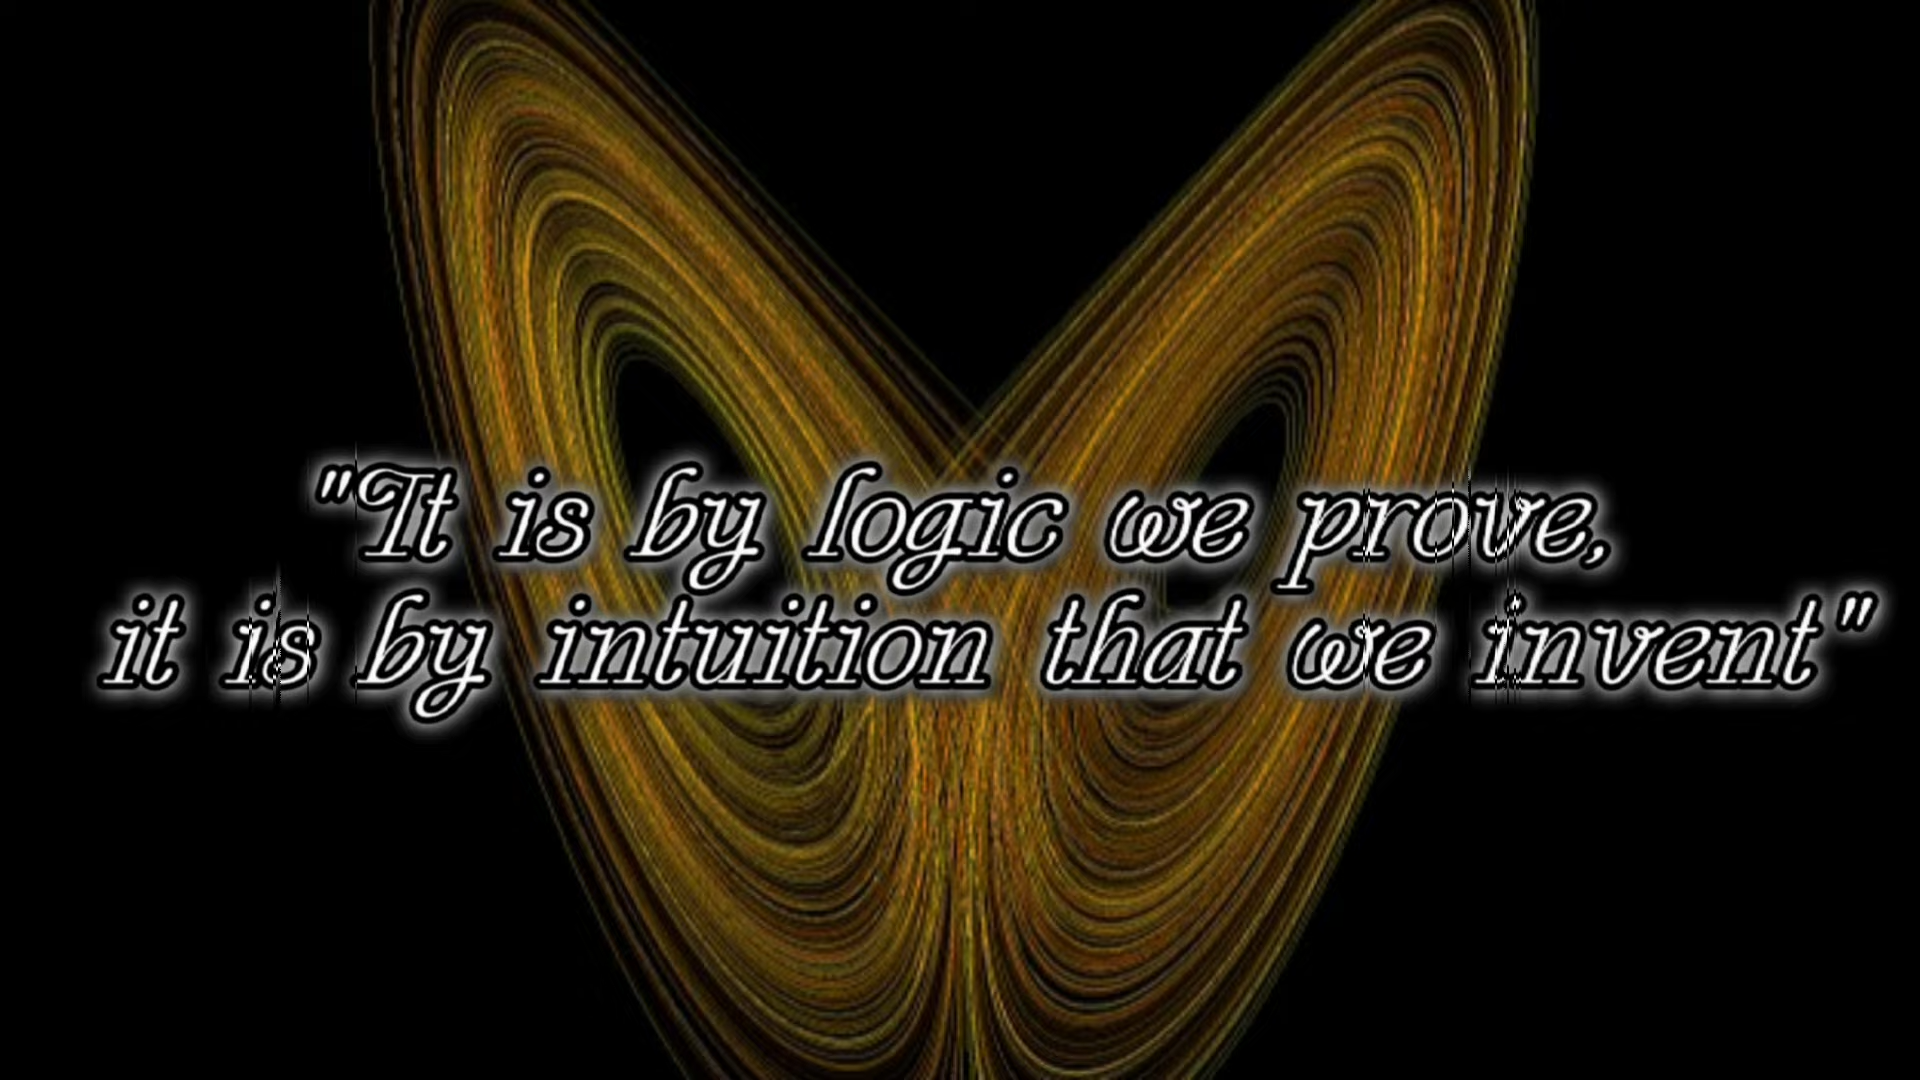 "It is by logic we prove,
it is by intuition that we invent"